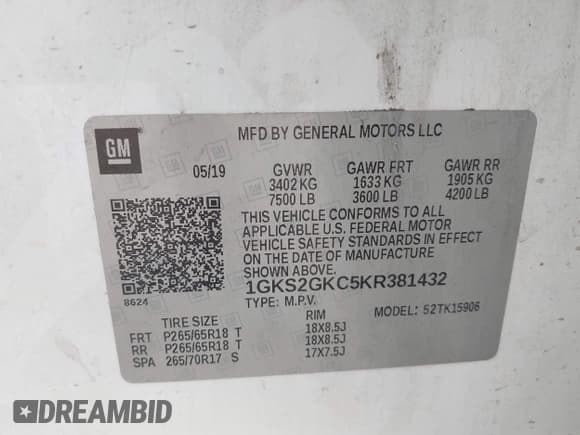 GM
MFD BY GENERAL MOTORS LLC
05/19 GVWR GAWR FRT GAWR RR
3402 KG 1633 KG 1905 KG
7500 LB 3600 LB 4200 LB
THIS VEHICLE CONFORMS TO ALL
APPLICABLE U.S. FEDERAL MOTOR
VEHICLE SAFETY STANDARDS IN EFFECT
ON THE DATE OF MANUFACTURE
SHOWN ABOVE.
8624
1GKS2GKC5KR381432
TYPE: M.P.V. MODEL: 52TK15906
TIRE SIZE RIM
FRT P265/65R18 T 18X8.5J
RR P265/65R18 T 18X8.5J
SPA 265/70R17 S 17X7.5J
DREAMBID